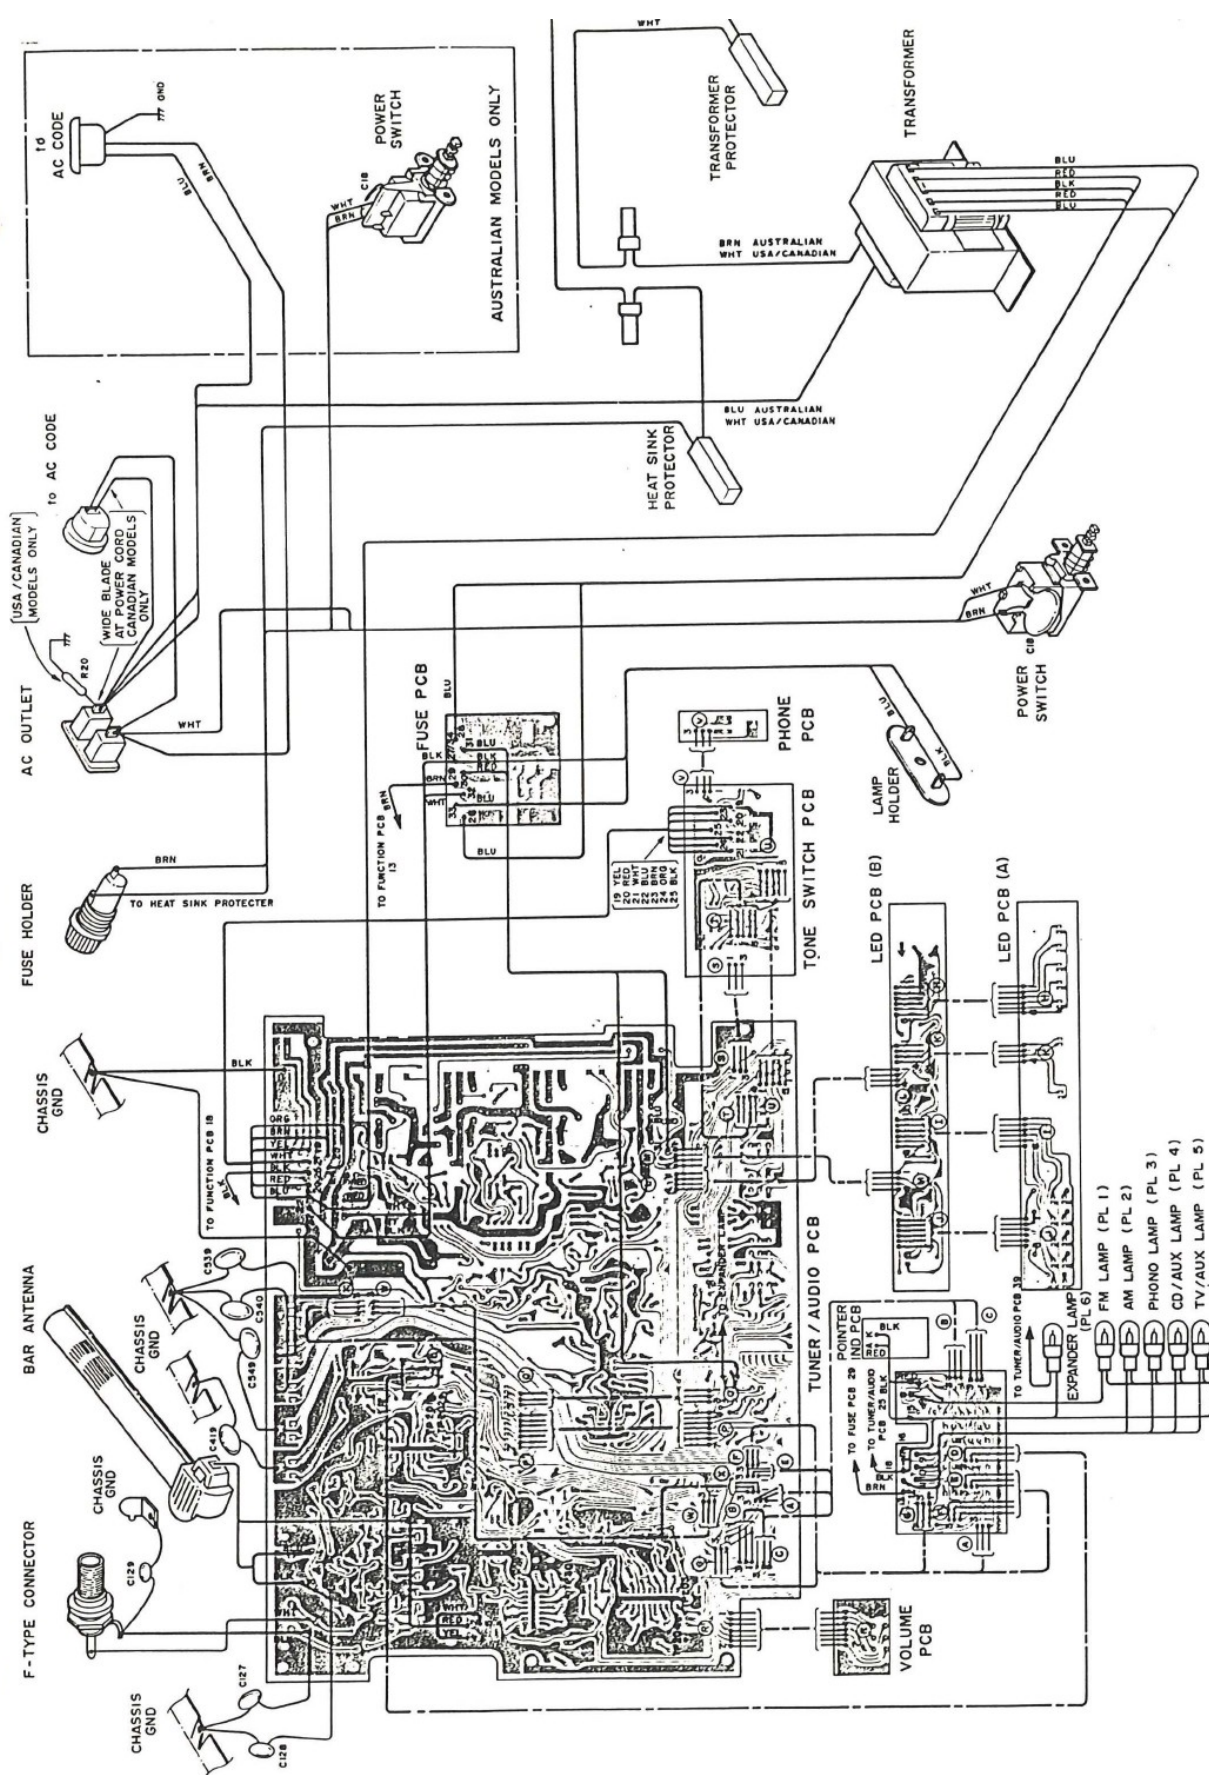 F-TYPE CONNECTOR
BAR ANTENNA
FUSE HOLDER
AC OUTLET
USA/CANADIAN
MODELS ONLY
to AC CODE
R20
WIDE BLADE
AT POWER CORD
CANADIAN MODELS
ONLY
to
AC CODE
GND
BLU
BRN
POWER
SWITCH
C18
WHT
BRN
AUSTRALIAN MODELS ONLY
CHASSIS
GND
C127
C128
C129
CHASSIS
GND
C419
CHASSIS
GND
C549
C540
C539
CHASSIS
GND
BLK
TO FUNCTION PCB 18
BLK
ORG
BRN
YEL
WHT
BLK
RED
BLU
BRN
TO HEAT SINK PROTECTER
WHT
TO FUNCTION PCB
13
BRN
FUSE PCB
BLU
BLK
BRN
WHT
BLU
BLK
RED
BLU
BLU
19 YEL
20 RED
21 WHT
22 BLU
23 BRN
24 ORG
25 BLK
TONE SWITCH PCB
PHONE
PCB
HEAT SINK
PROTECTOR
BLU AUSTRALIAN
WHT USA/CANADIAN
BRN AUSTRALIAN
WHT USA/CANADIAN
WHT
TRANSFORMER
PROTECTOR
TRANSFORMER
BLU
RED
BLK
RED
BLU
POWER
SWITCH
WHT
BRN
C18
LAMP
HOLDER
BLU
BLK
LED PCB (B)
LED PCB (A)
TUNER/AUDIO PCB
TO EXPANDER LAMP
WHT
RED
YEL
VOLUME
PCB
POINTER
IND PCB
BLK
RED
BLK
TO FUSE PCB 29
TO TUNER/AUDIO
PCB 25 BLK
BLK
BRN
TO TUNER/AUDIO PCB 39
EXPANDER LAMP
(PL6)
FM LAMP (PL 1)
AM LAMP (PL 2)
PHONO LAMP (PL 3)
CD/AUX LAMP (PL 4)
TV/AUX LAMP (PL 5)